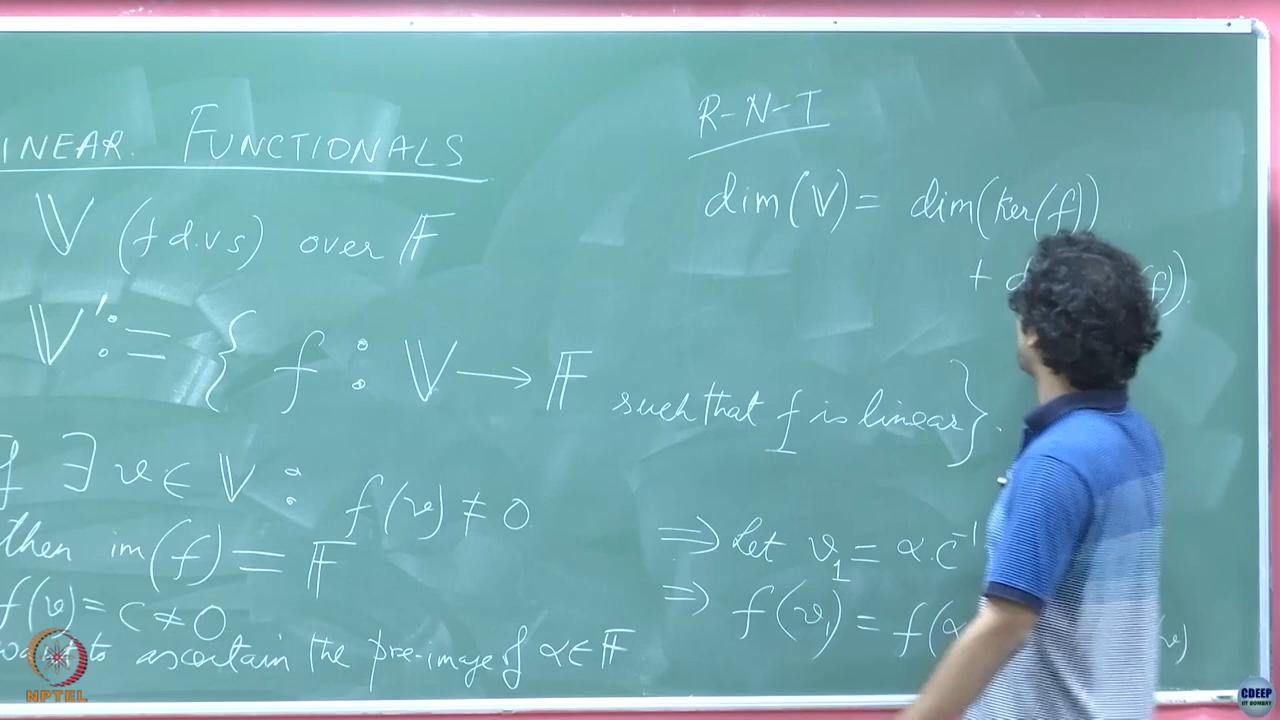 INEAR. FUNCTIONALS
𝕍 (f d.v s) over 𝔽
𝕍′ := { f : 𝕍 → 𝔽 such that f is linear}.
f ∃ v ∈ 𝕍 : f(v) ≠ 0
then im(f) = 𝔽
f(v) = c ≠ 0
to ascertain the pre-image of α ∈ 𝔽
R-N-T
dim(𝕍) = dim(ker(f))
+ d f)).
⇒ Let v₁ = α.c⁻¹
⇒ f(v₁) = f(α v)
NPTEL
CDEEP
IIT BOMBAY